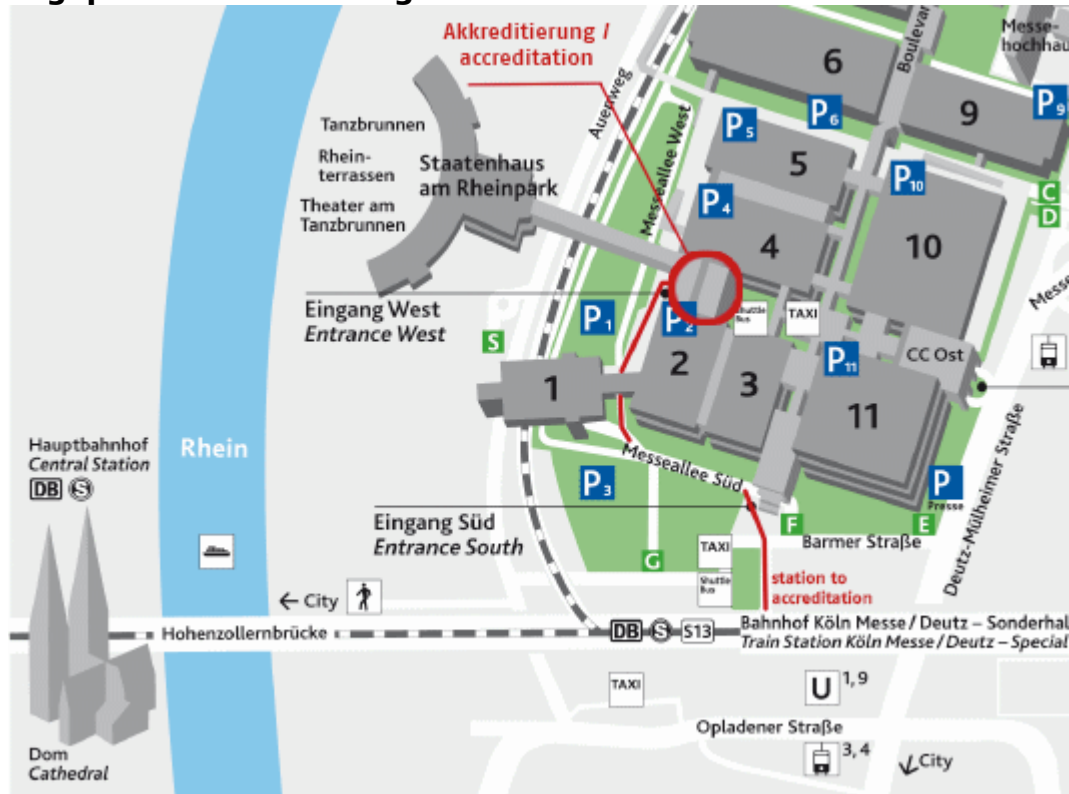 Akkreditierung /
accreditation
Auenweg
Messeallee West
Boulevar
Messe-
hochhau
6
9
P6
P9
P5
5
Tanzbrunnen
Rhein-
terrassen
Theater am
Tanzbrunnen
Staatenhaus
am Rheinpark
P4
4
P10
10
C
D
Messe
Eingang West
Entrance West
P1
P2
Shuttle
Bus
TAXI
S
1
2
3
P11
11
CC Ost
Hauptbahnhof
Central Station
DB S
Rhein
Messeallee Süd
P3
P
Presse
Deutz-Mülheimer Straße
Eingang Süd
Entrance South
F
E
G
TAXI
Barmer Straße
Shuttle
Bus
station to
accreditation
← City
Hohenzollernbrücke
DB S S13
Bahnhof Köln Messe / Deutz – Sonderhal
Train Station Köln Messe / Deutz – Special
TAXI
U 1, 9
Opladener Straße
3, 4
City
Dom
Cathedral